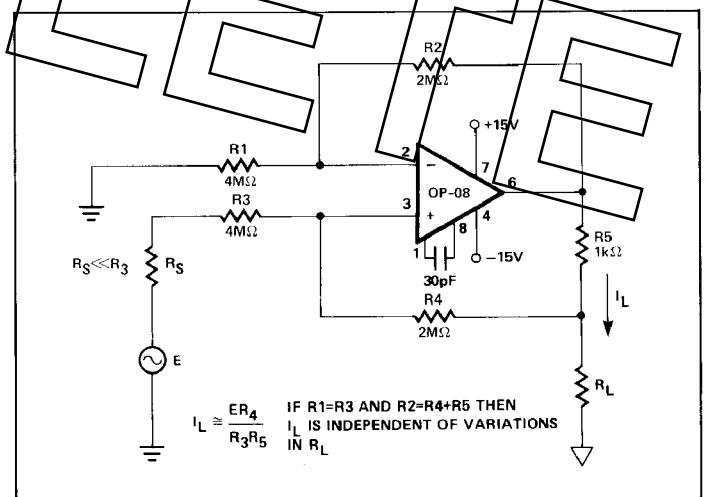 R2
2MΩ
+15V
R1
4MΩ
2
−
7
OP-08
6
R3
4MΩ
3
+
8
4
1
−15V
30pF
R5
1kΩ
RS<<R3
RS
R4
2MΩ
IL
E
RL
IL ≅ ER4
R3R5
IF R1=R3 AND R2=R4+R5 THEN
IL IS INDEPENDENT OF VARIATIONS
IN RL